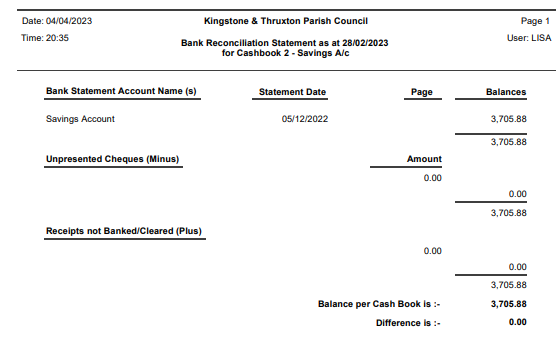 Date: 04/04/2023 Kingstone & Thruxton Parish Council Page 1
Time: 20:35 User: LISA
Bank Reconciliation Statement as at 28/02/2023
for Cashbook 2 - Savings A/c
Bank Statement Account Name (s) Statement Date Page Balances
Savings Account 05/12/2022 3,705.88
3,705.88
Unpresented Cheques (Minus) Amount
0.00
0.00
3,705.88
Receipts not Banked/Cleared (Plus)
0.00
0.00
3,705.88
Balance per Cash Book is :- 3,705.88
Difference is :- 0.00